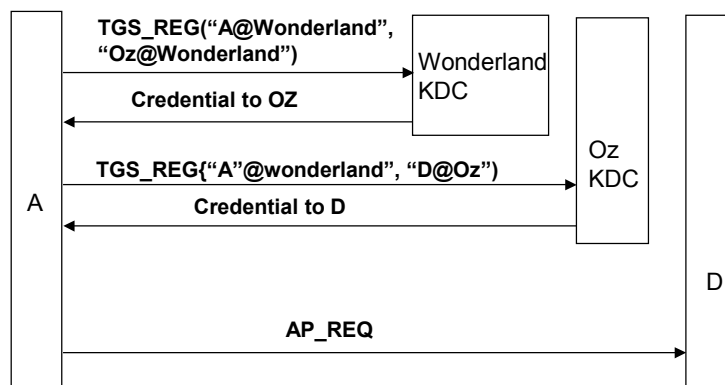 TGS_REG("A@Wonderland",
“Oz@Wonderland”)
Wonderland
KDC
Credential to OZ
Oz
KDC
TGS_REG{“A”@wonderland”, “D@Oz”)
A
Credential to D
D
AP_REQ